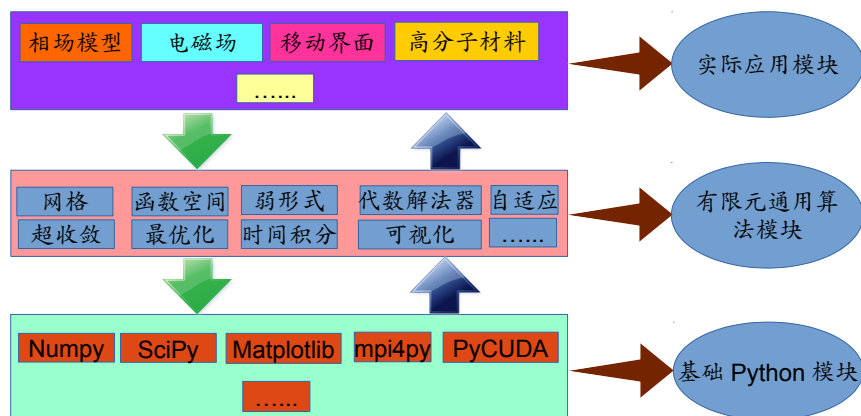 相场模型
电磁场
移动界面
高分子材料
…...
实际应用模块
网格
函数空间
弱形式
代数解法器
自适应
超收敛
最优化
时间积分
可视化
…...
有限元通用算
法模块
Numpy
SciPy
Matplotlib
mpi4py
PyCUDA
…...
基础 Python 模块